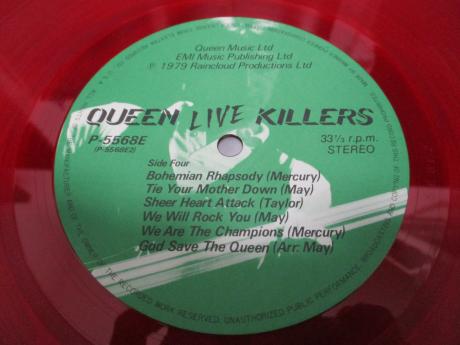 Queen Music Ltd
EMI Music Publishing Ltd
℗ 1979 Raincloud Productions Ltd
QUEEN LIVE KILLERS
P-5568E
(P-5568E2)
33⅓ r.p.m.
STEREO
Side Four
Bohemian Rhapsody (Mercury)
Tie Your Mother Down (May)
Sheer Heart Attack (Taylor)
We Will Rock You (May)
We Are The Champions (Mercury)
God Save The Queen (Arr: May)
OF THE RECORDED WORK RESERVED. UNAUTHORIZED PUBLIC PERFORMANCE,